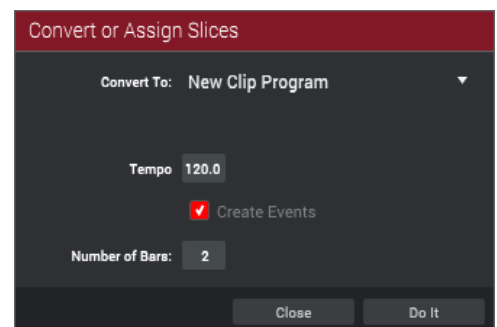 Convert or Assign Slices
Convert To: New Clip Program
Tempo 120.0
Create Events
Number of Bars: 2
Close Do It